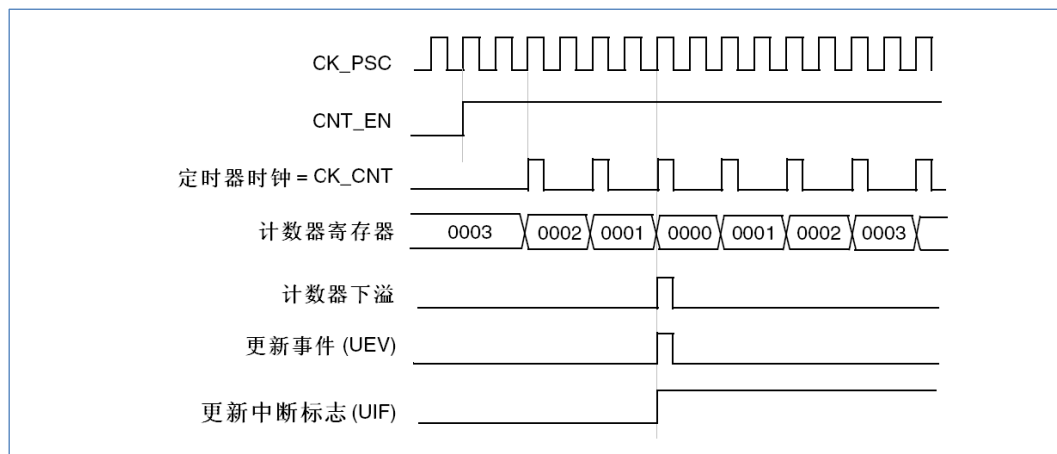 CK_PSC
CNT_EN
定时器时钟 = CK_CNT
计数器寄存器 0003 0002 0001 0000 0001 0002 0003
计数器下溢
更新事件 (UEV)
更新中断标志 (UIF)